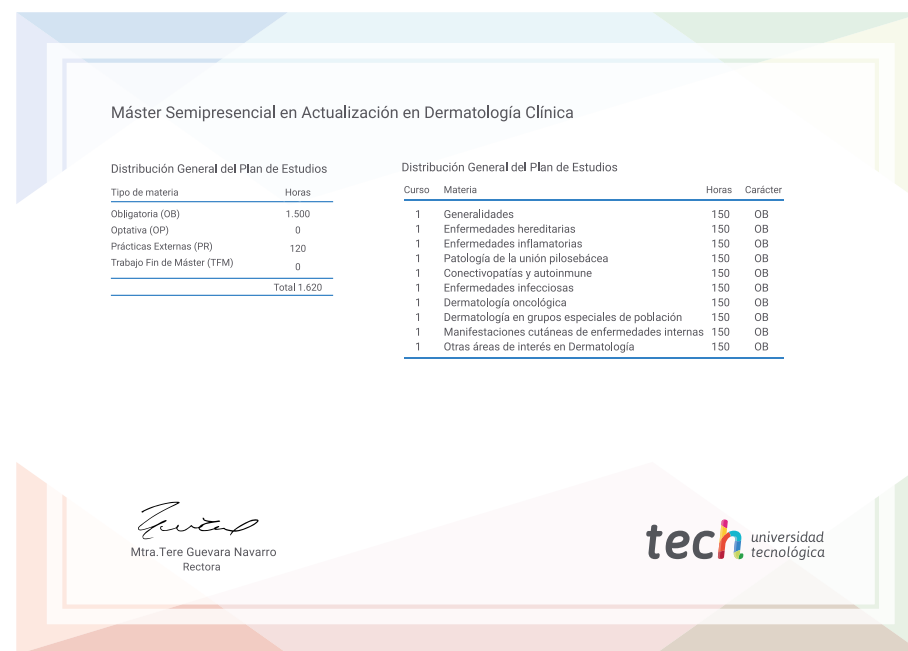 Máster Semipresencial en Actualización en Dermatología Clínica
Distribución General del Plan de Estudios
Tipo de materia Horas
Obligatoria (OB) 1.500
Optativa (OP) 0
Prácticas Externas (PR) 120
Trabajo Fin de Máster (TFM) 0
Total 1.620
Distribución General del Plan de Estudios
Curso Materia Horas Carácter
1 Generalidades 150 OB
1 Enfermedades hereditarias 150 OB
1 Enfermedades inflamatorias 150 OB
1 Patología de la unión pilosebácea 150 OB
1 Conectivopatías y autoinmune 150 OB
1 Enfermedades infecciosas 150 OB
1 Dermatología oncológica 150 OB
1 Dermatología en grupos especiales de población 150 OB
1 Manifestaciones cutáneas de enfermedades internas 150 OB
1 Otras áreas de interés en Dermatología 150 OB
Mtra.Tere Guevara Navarro
Rectora
tech universidad
tecnológica